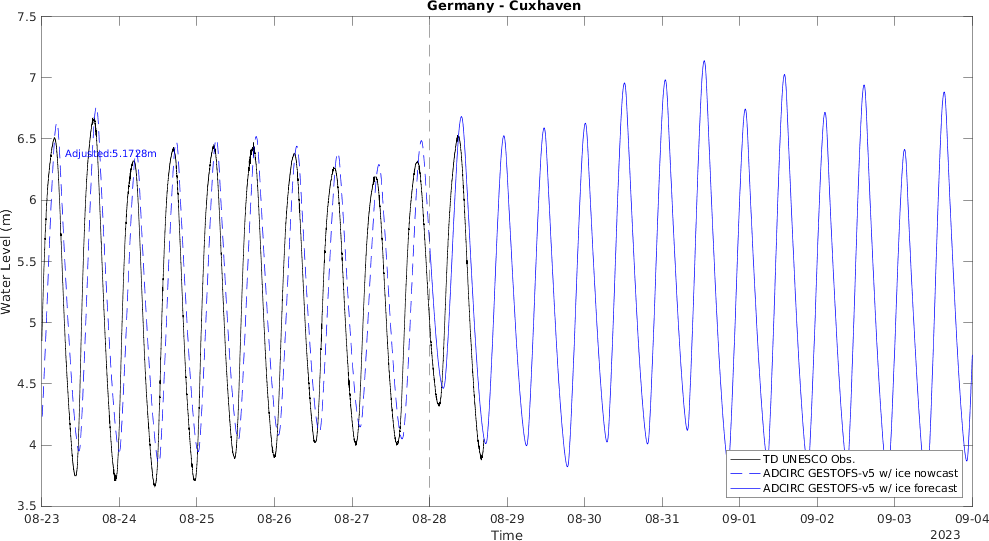 Germany - Cuxhaven
7.5
7
6.5
6
5.5
5
4.5
4
3.5
Water Level (m)
Adjusted:5.1728m
TD UNESCO Obs.
ADCIRC GESTOFS-v5 w/ ice nowcast
ADCIRC GESTOFS-v5 w/ ice forecast
08-23 08-24 08-25 08-26 08-27 08-28 08-29 08-30 08-31 09-01 09-02 09-03 09-04
Time
2023